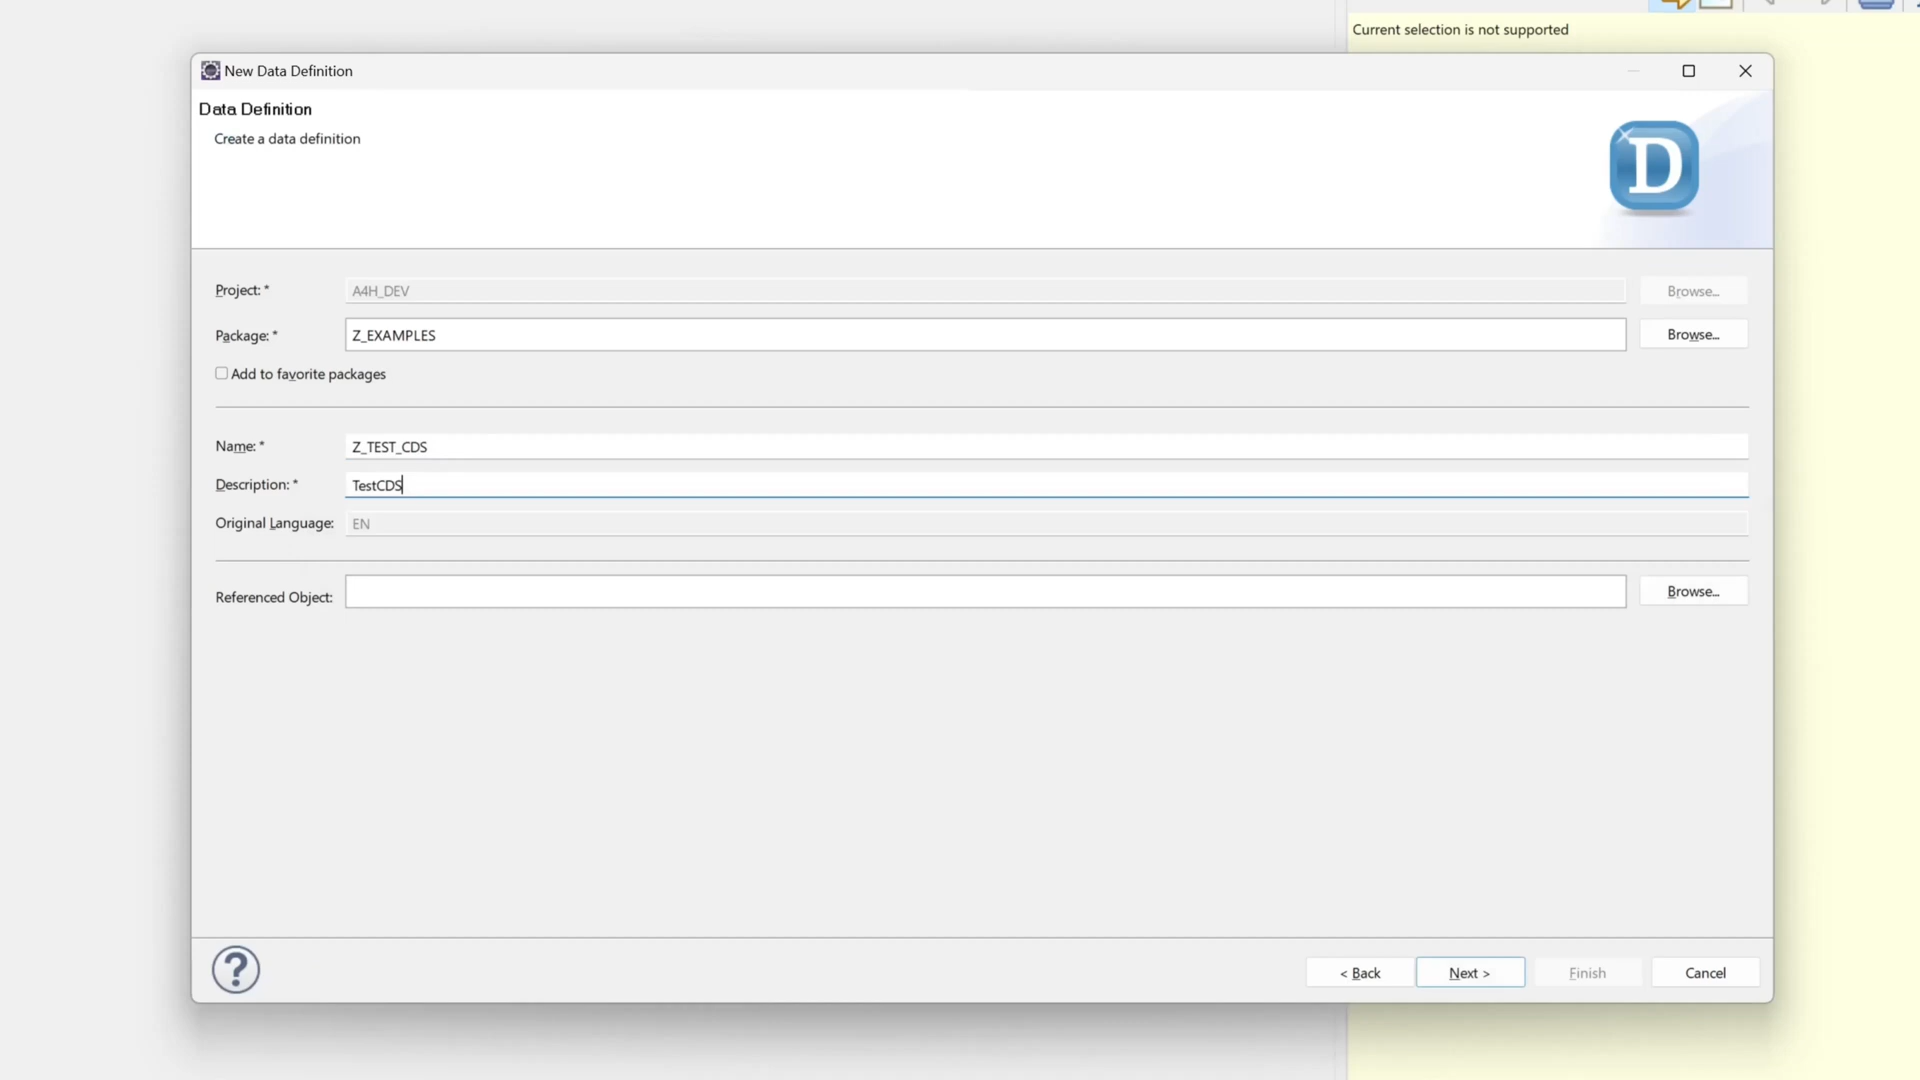 Current selection is not supported
New Data Definition
Data Definition
Create a data definition
D
Project: * A4H_DEV Browse...
Package: * Z_EXAMPLES Browse...
Add to favorite packages
Name: * Z_TEST_CDS
Description: * TestCDS
Original Language: EN
Referenced Object: Browse...
? < Back Next > Finish Cancel